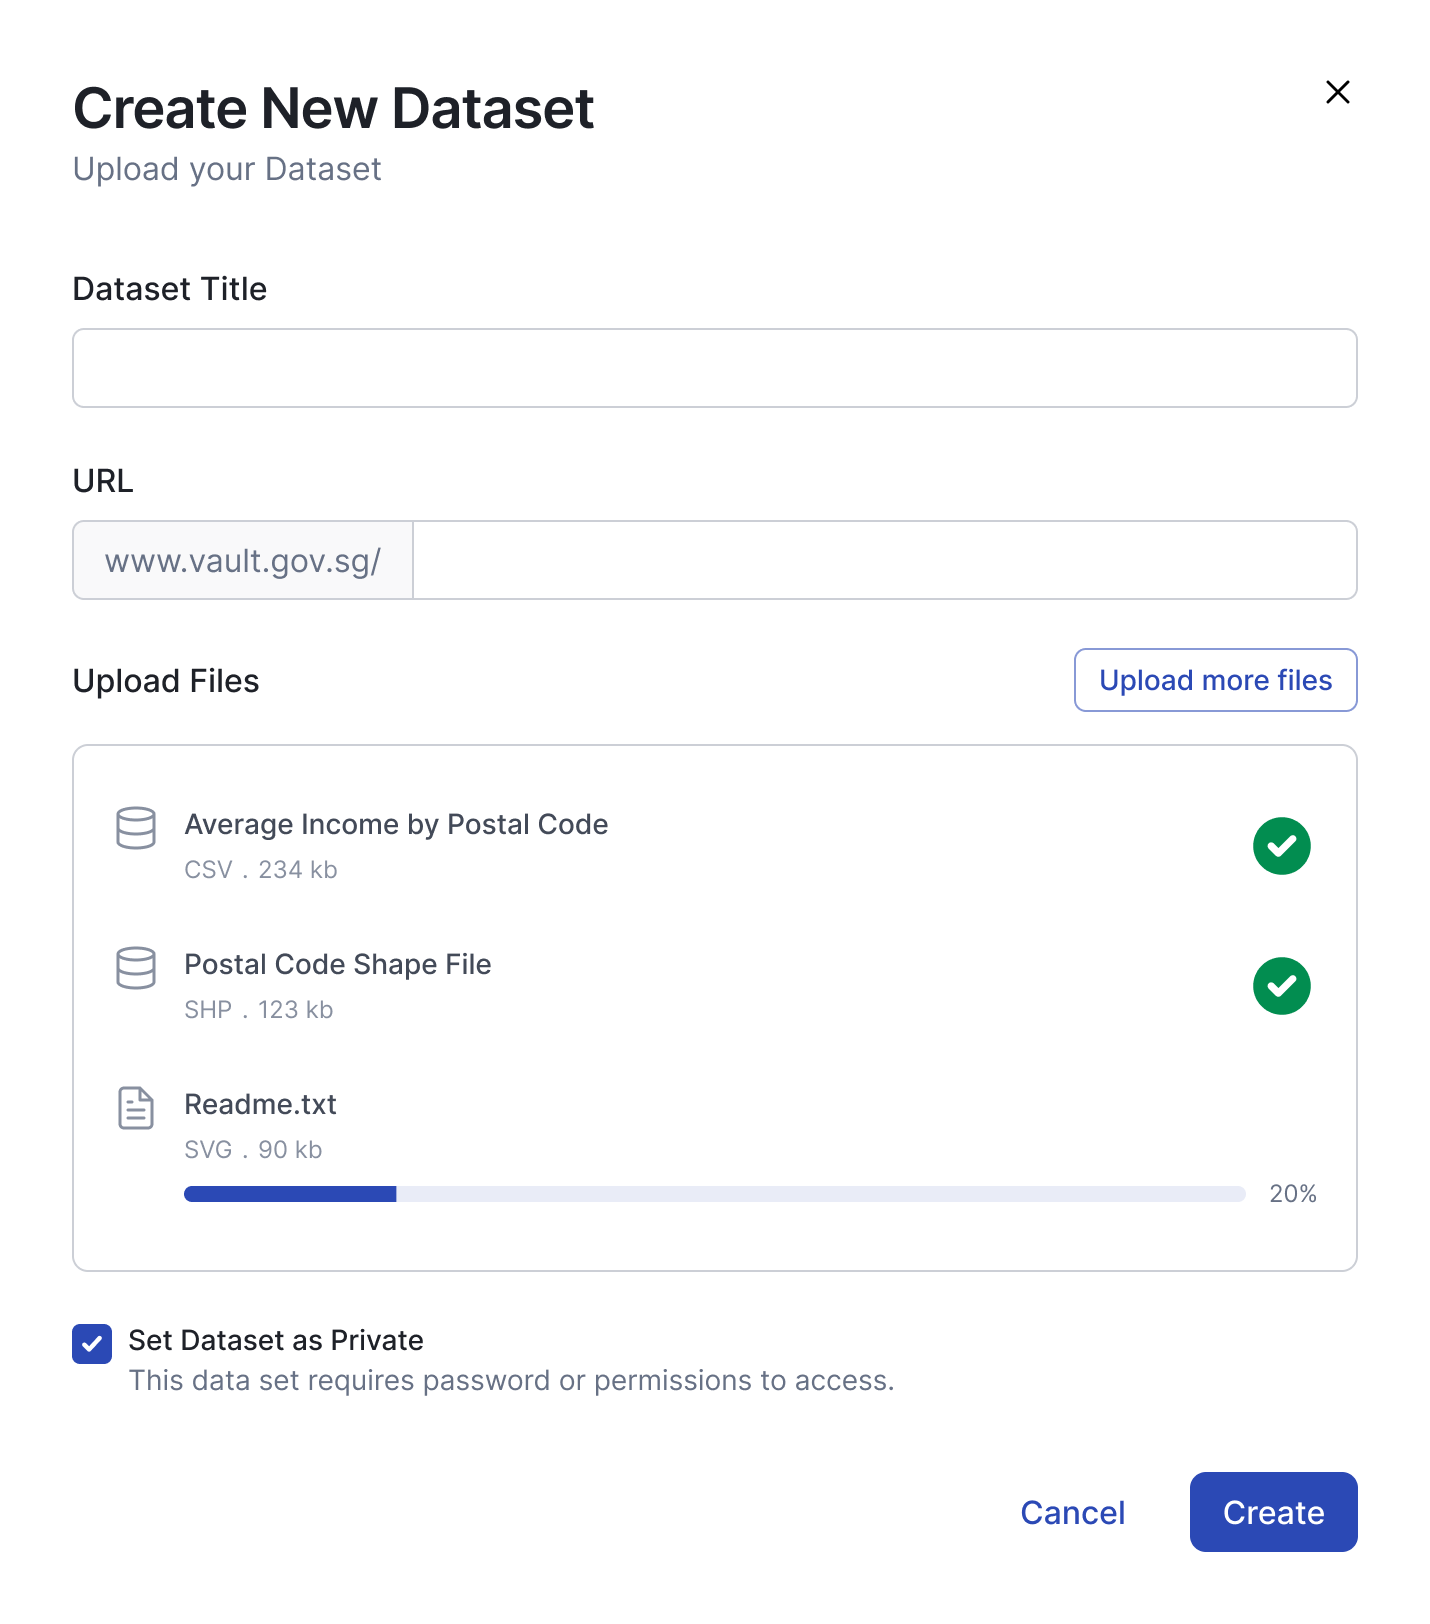 Create New Dataset
Upload your Dataset
Dataset Title
URL
www.vault.gov.sg/
Upload Files
Upload more files
Average Income by Postal Code
CSV . 234 kb
Postal Code Shape File
SHP . 123 kb
Readme.txt
SVG . 90 kb
20%
Set Dataset as Private
This data set requires password or permissions to access.
Cancel
Create